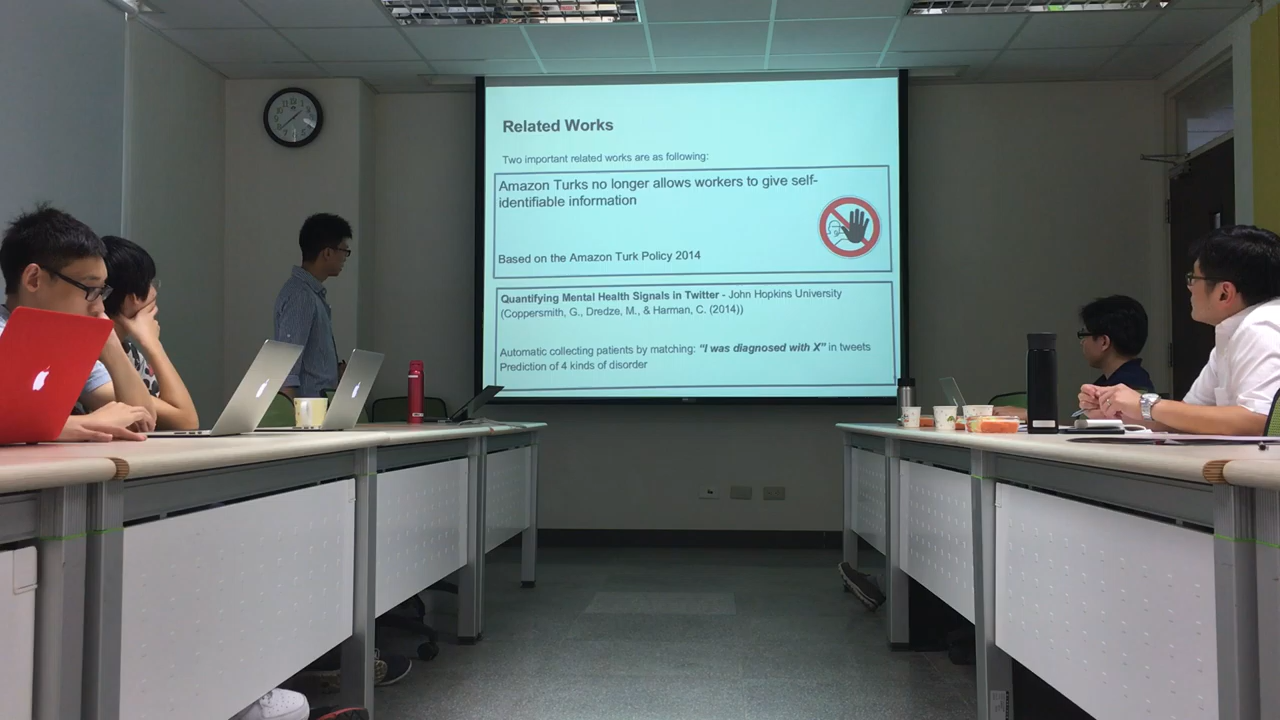 Related Works
Two important related works are as following:
Amazon Turks no longer allows workers to give self-
identifiable information
Based on the Amazon Turk Policy 2014
Quantifying Mental Health Signals in Twitter - John Hopkins University
(Coppersmith, G., Dredze, M., & Harman, C. (2014))
Automatic collecting patients by matching: "I was diagnosed with X" in tweets
Prediction of 4 kinds of disorder